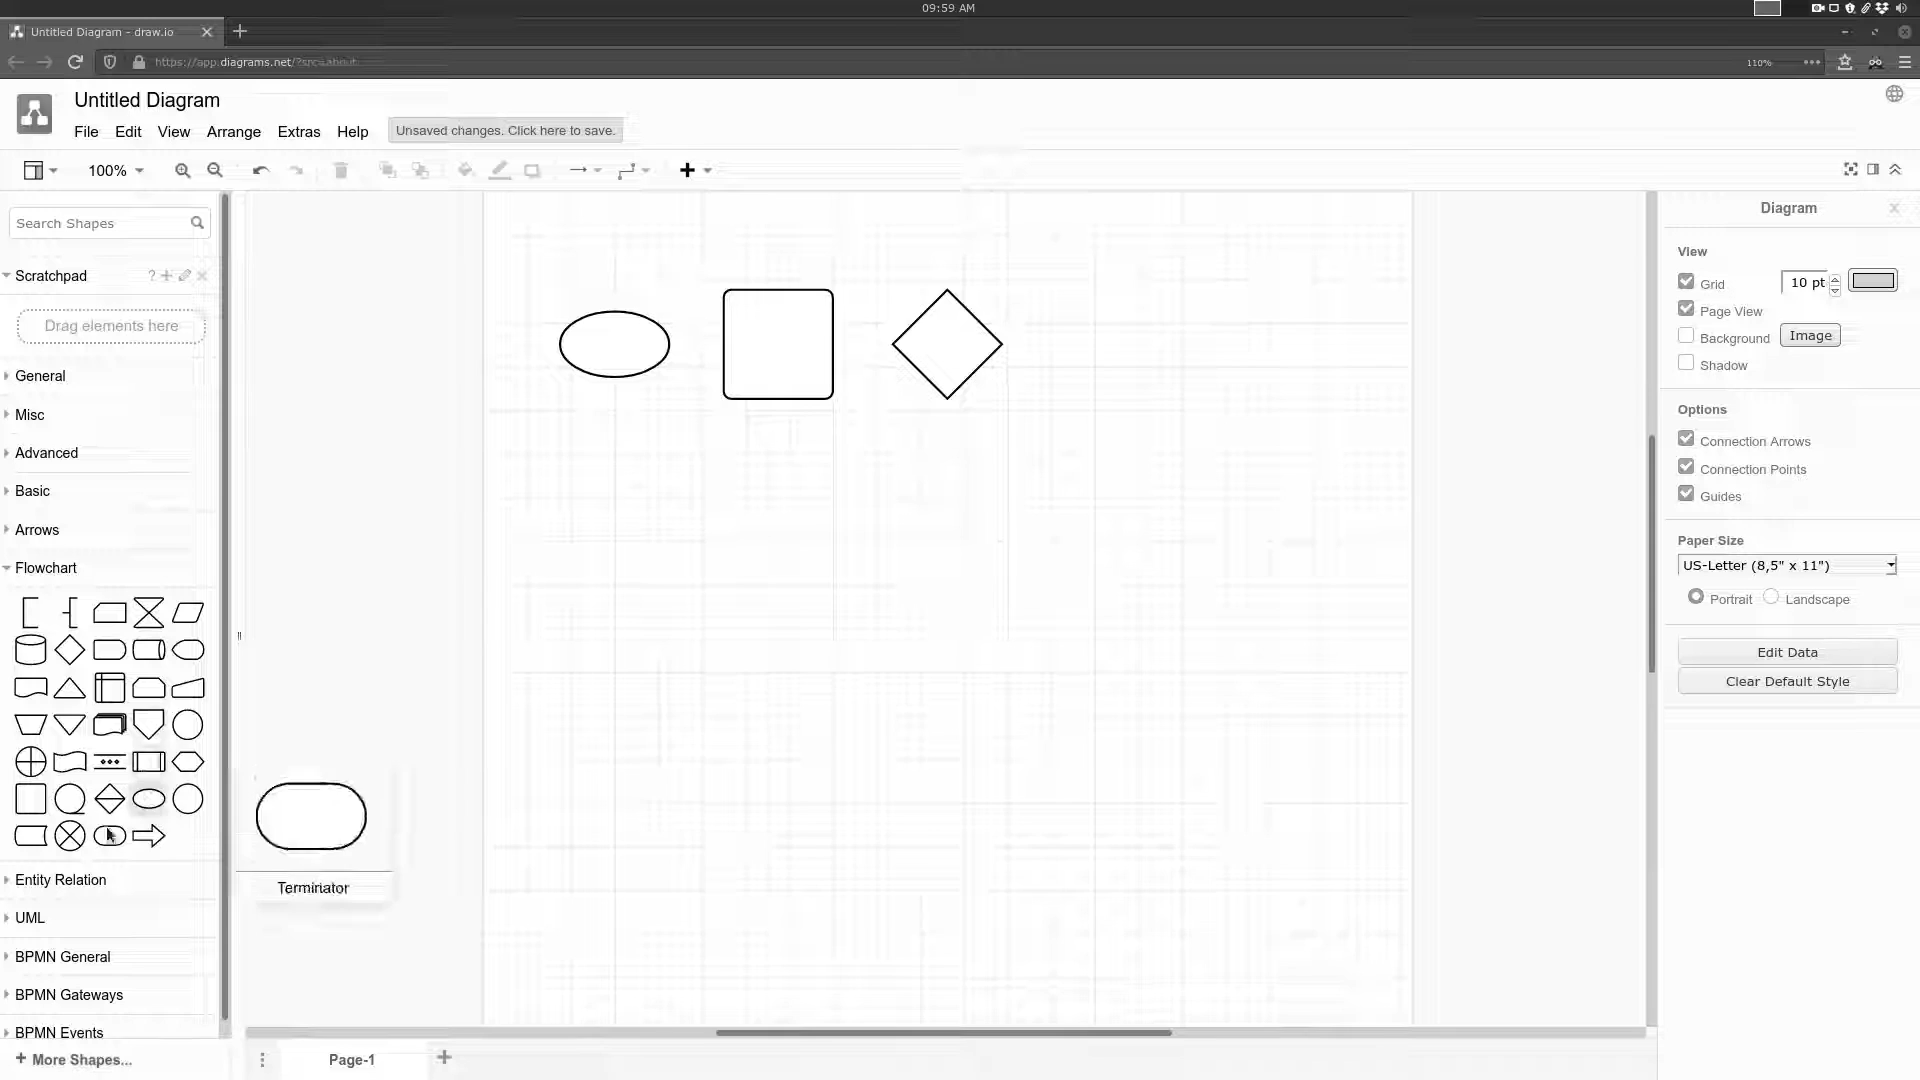 09:59 AM
Untitled Diagram - draw.io
https://app.diagrams.net/?src=about
110%
Untitled Diagram
File Edit View Arrange Extras Help Unsaved changes. Click here to save.
100%
Search Shapes
Scratchpad ?
Drag elements here
General
Misc
Advanced
Basic
Arrows
Flowchart
Terminator
Entity Relation
UML
BPMN General
BPMN Gateways
BPMN Events
+ More Shapes...
Page-1
Diagram
View
Grid 10 pt
Page View
Background Image
Shadow
Options
Connection Arrows
Connection Points
Guides
Paper Size
US-Letter (8,5" x 11")
Portrait Landscape
Edit Data
Clear Default Style